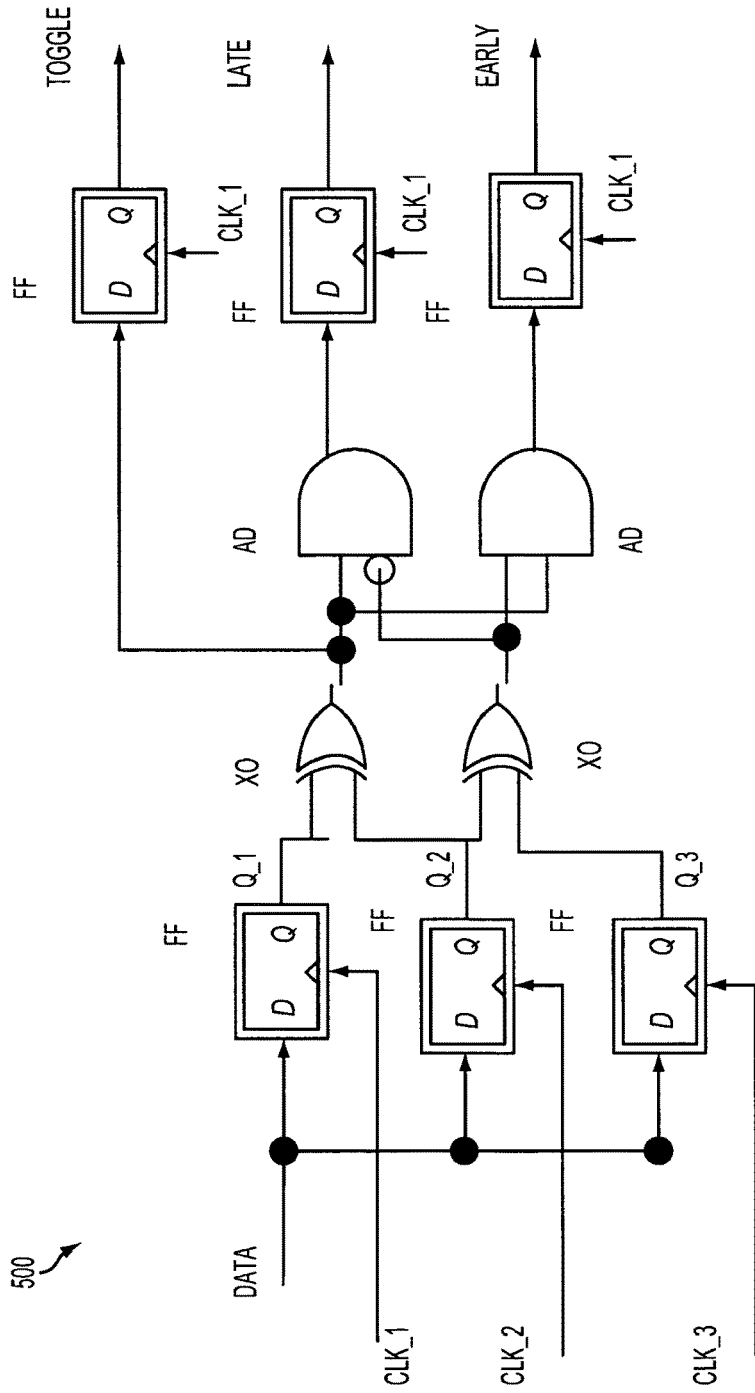 500
DATA
CLK_1
CLK_2
CLK_3
FF
D Q
Q_1
FF
D Q
Q_2
FF
D Q
Q_3
XO
XO
AD
AD
FF
D Q
CLK_1
TOGGLE
FF
D Q
CLK_1
LATE
FF
D Q
CLK_1
EARLY